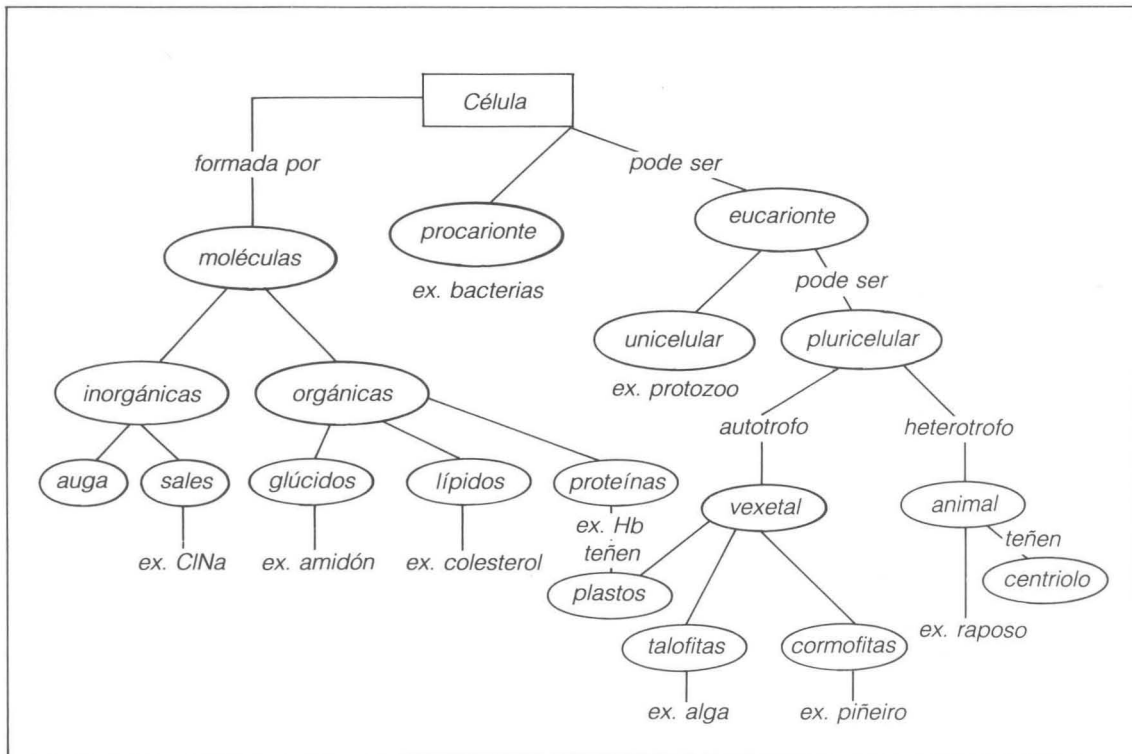 Célula
formada por
pode ser
procarionte
eucarionte
moléculas
ex. bacterias
pode ser
unicelular
pluricelular
ex. protozoo
inorgánicas
orgánicas
autotrofo
heterotrofo
auga
sales
glúcidos
lípidos
proteínas
vexetal
animal
ex. ClNa
ex. amidón
ex. colesterol
ex. Hb
teñen
plastos
teñen
centriolo
talofitas
cormofitas
ex. raposo
ex. alga
ex. piñeiro